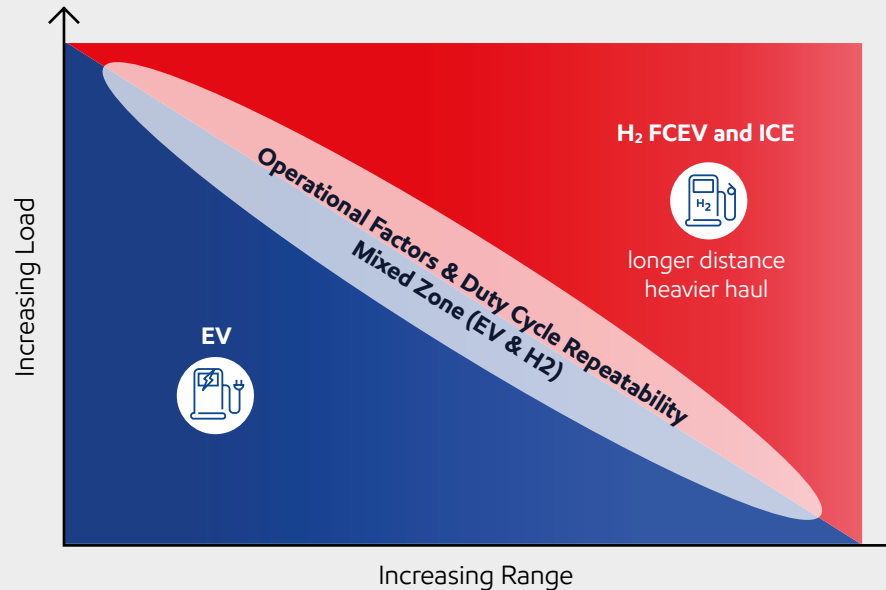 Increasing Load
H₂ FCEV and ICE
H₂
longer distance
heavier haul
Operational Factors & Duty Cycle Repeatability
Mixed Zone (EV & H2)
EV
Increasing Range